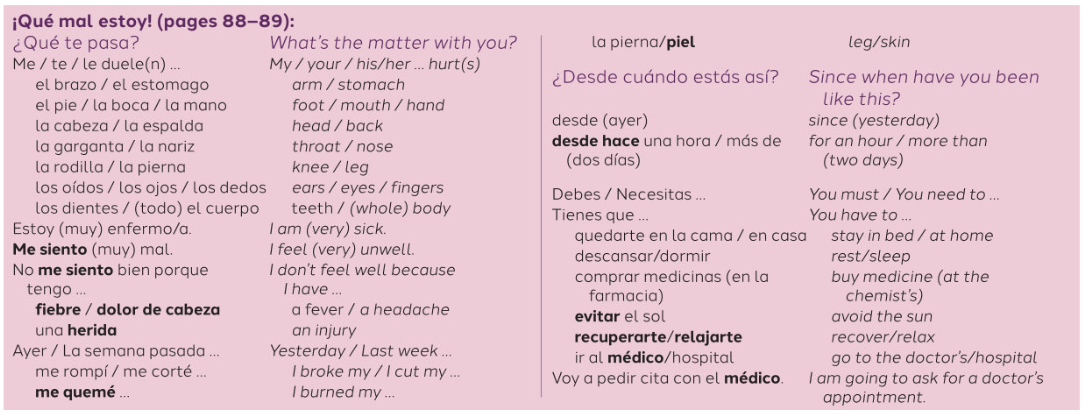 ¡Qué mal estoy! (pages 88–89):
¿Qué te pasa? What's the matter with you?
Me / te / le duele(n) ... My / your / his/her ... hurt(s)
el brazo / el estomago arm / stomach
el pie / la boca / la mano foot / mouth / hand
la cabeza / la espalda head / back
la garganta / la nariz throat / nose
la rodilla / la pierna knee / leg
los oídos / los ojos / los dedos ears / eyes / fingers
los dientes / (todo) el cuerpo teeth / (whole) body
Estoy (muy) enfermo/a. I am (very) sick.
Me siento (muy) mal. I feel (very) unwell.
No me siento bien porque I don't feel well because
tengo ... I have ...
fiebre / dolor de cabeza a fever / a headache
una herida an injury
Ayer / La semana pasada ... Yesterday / Last week ...
me rompí / me corté ... I broke my / I cut my ...
me quemé ... I burned my ...
la pierna/piel leg/skin
¿Desde cuándo estás así? Since when have you been
like this?
desde (ayer) since (yesterday)
desde hace una hora / más de for an hour / more than
(dos días) (two days)
Debes / Necesitas ... You must / You need to ...
Tienes que ... You have to ...
quedarte en la cama / en casa stay in bed / at home
descansar/dormir rest/sleep
comprar medicinas (en la buy medicine (at the
farmacia) chemist's)
evitar el sol avoid the sun
recuperarte/relajarte recover/relax
ir al médico/hospital go to the doctor's/hospital
Voy a pedir cita con el médico. I am going to ask for a doctor's
appointment.